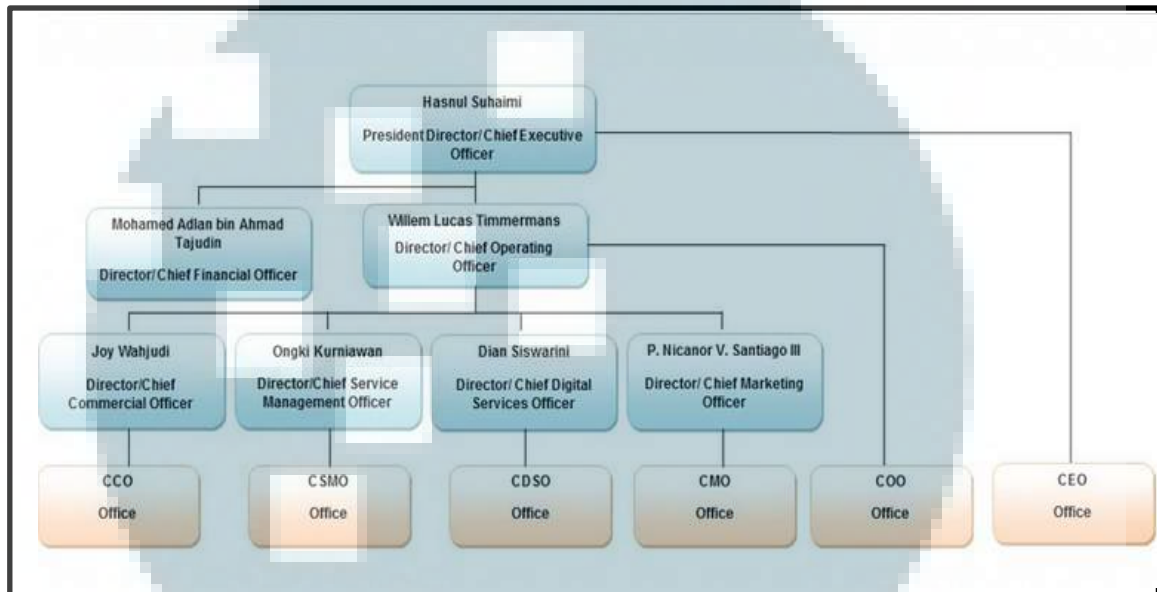 Hasnul Suhaimi
President Director/Chief Executive
Officer
Mohamed Adlan bin Ahmad
Tajudin
Director/Chief Financial Officer
Willem Lucas Timmermans
Director/ Chief Operating
Officer
Joy Wahjudi
Director/Chief
Commercial Officer
Ongki Kurniawan
Director/Chief Service
Management Officer
Dian Siswarini
Director/ Chief Digital
Services Officer
P. Nicanor V. Santiago III
Director/ Chief Marketing
Officer
CCO
Office
CSMO
Office
CDSO
Office
CMO
Office
COO
Office
CEO
Office